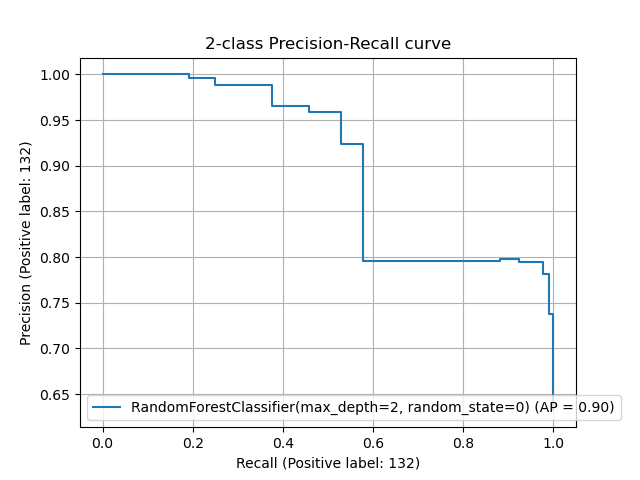 2-class Precision-Recall curve
1.00
0.95
0.90
0.85
0.80
0.75
0.70
0.65
Precision (Positive label: 132)
RandomForestClassifier(max_depth=2, random_state=0) (AP = 0.90)
0.0 0.2 0.4 0.6 0.8 1.0
Recall (Positive label: 132)